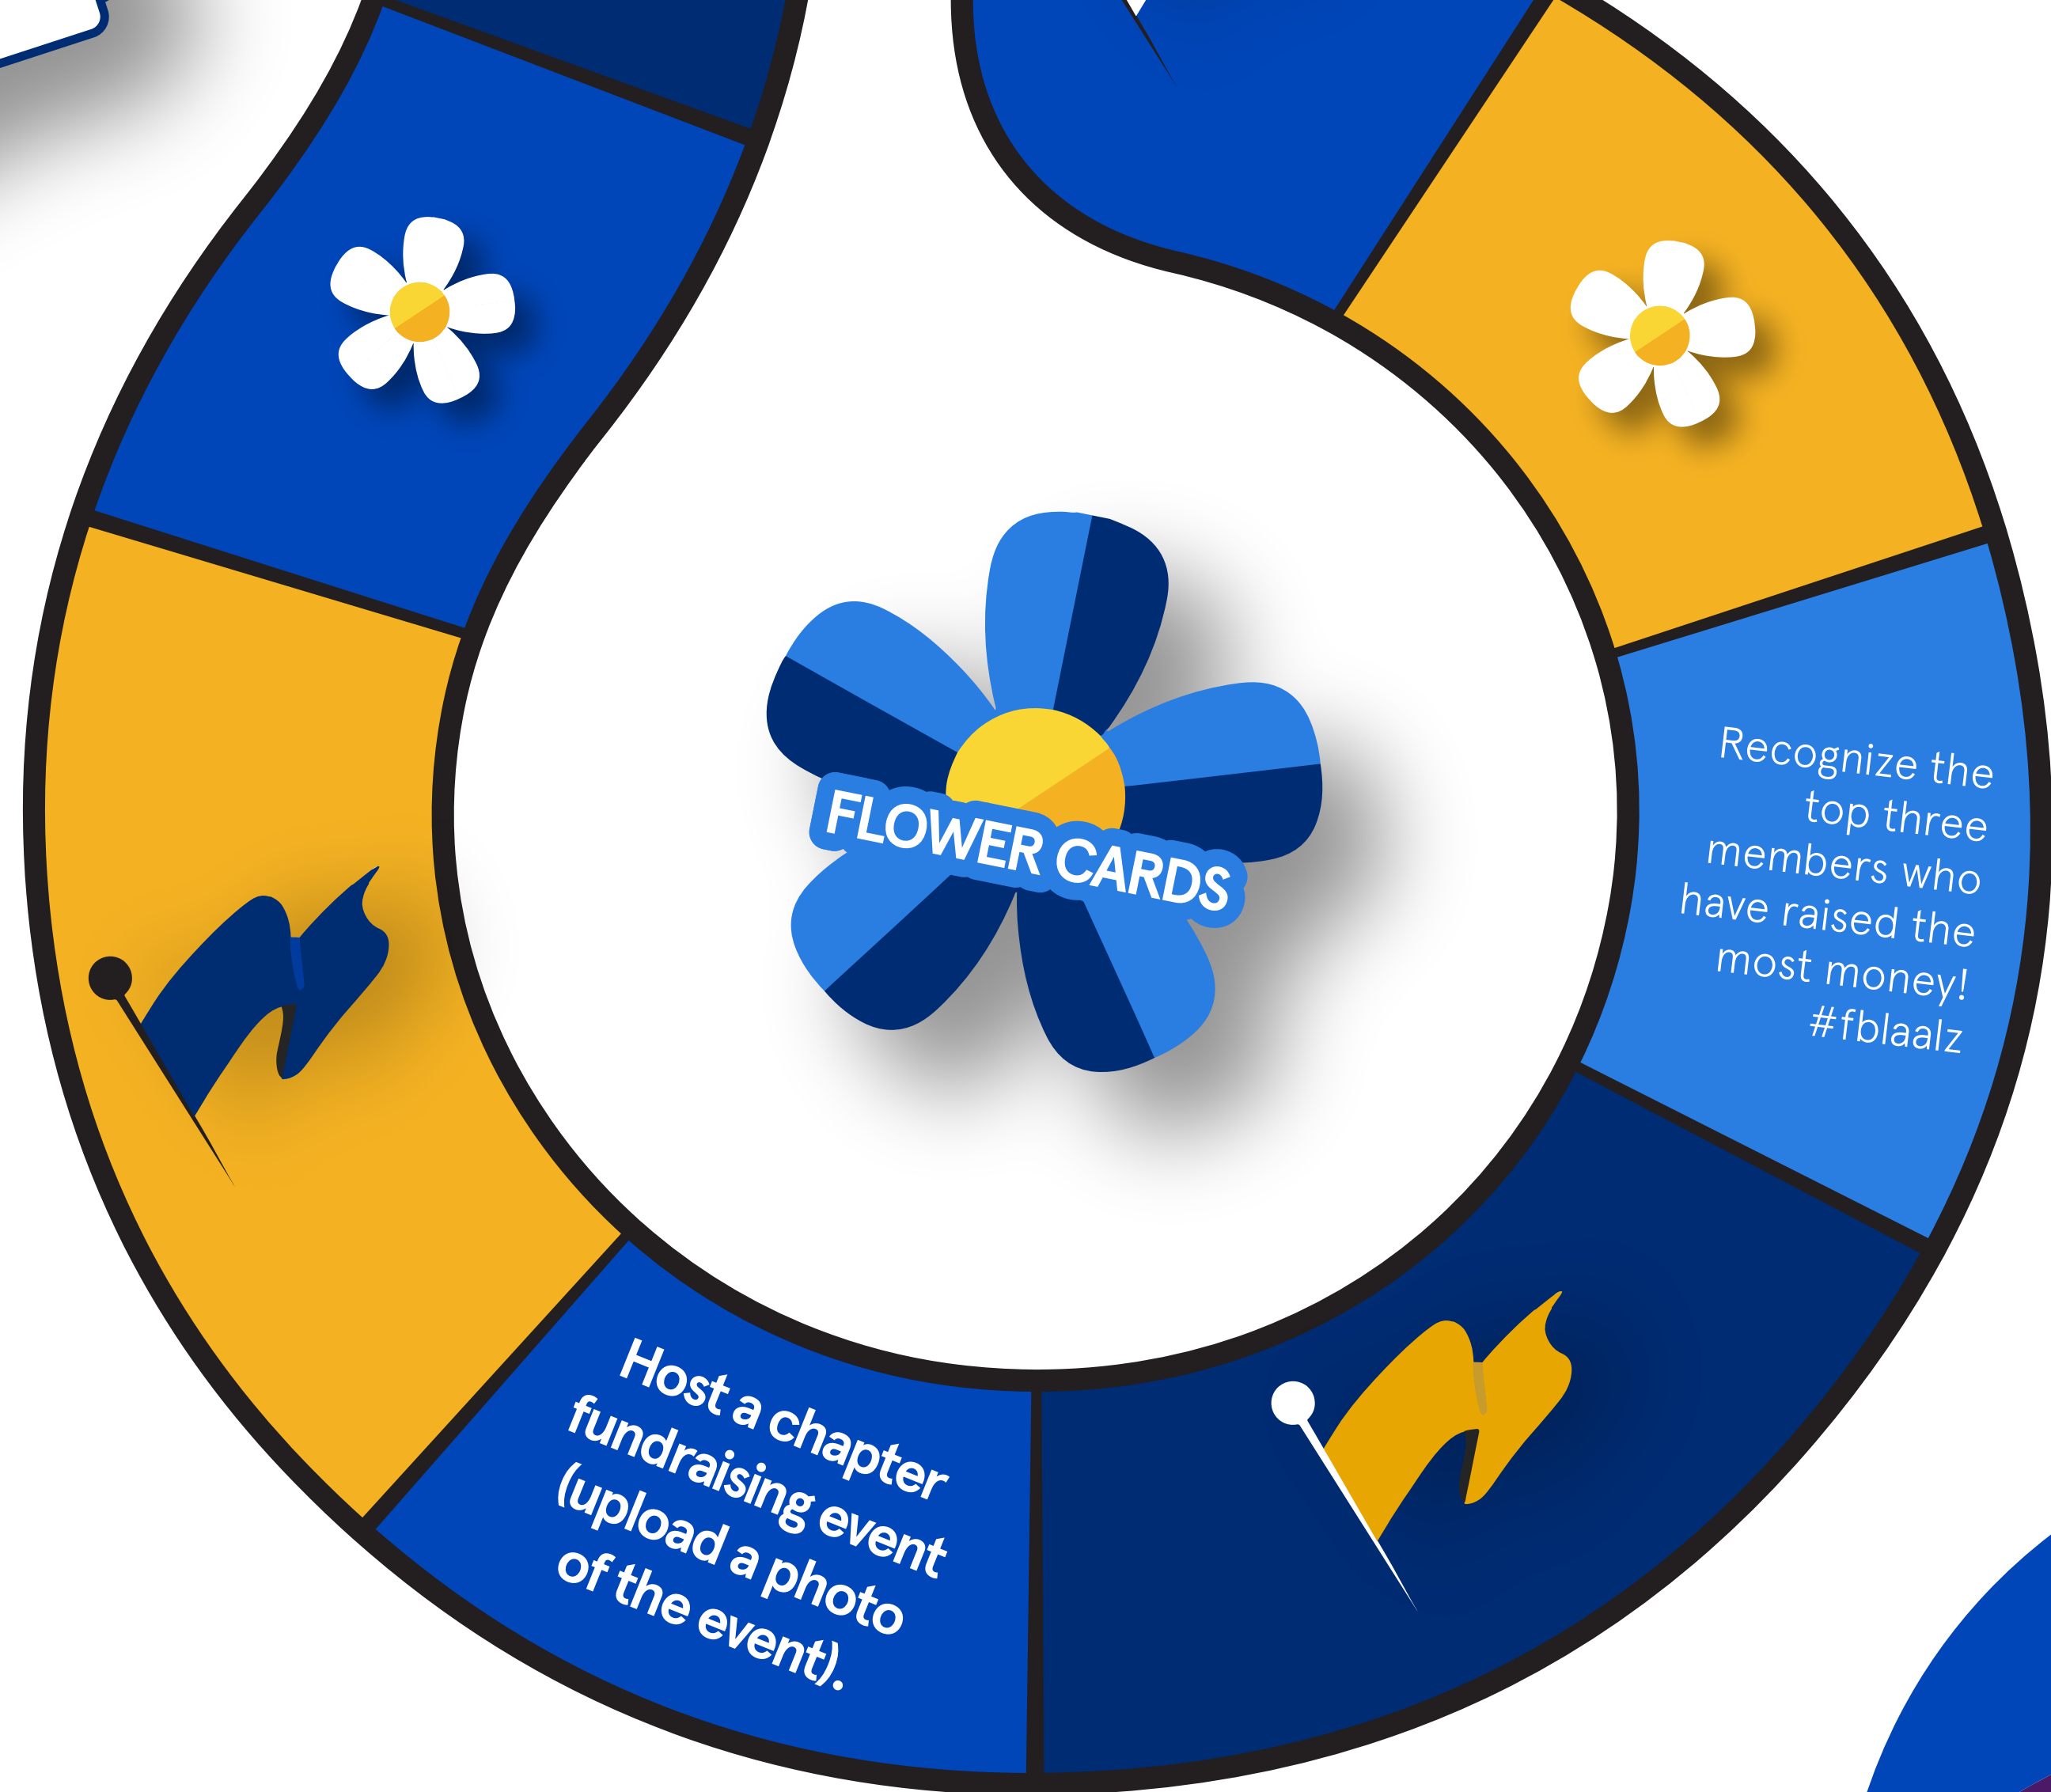 FLOWER CARDS
Recognize the
top three
members who
have raised the
most money!
#fblaalz
Host a chapter
fundraising event
(upload a photo
of the event).